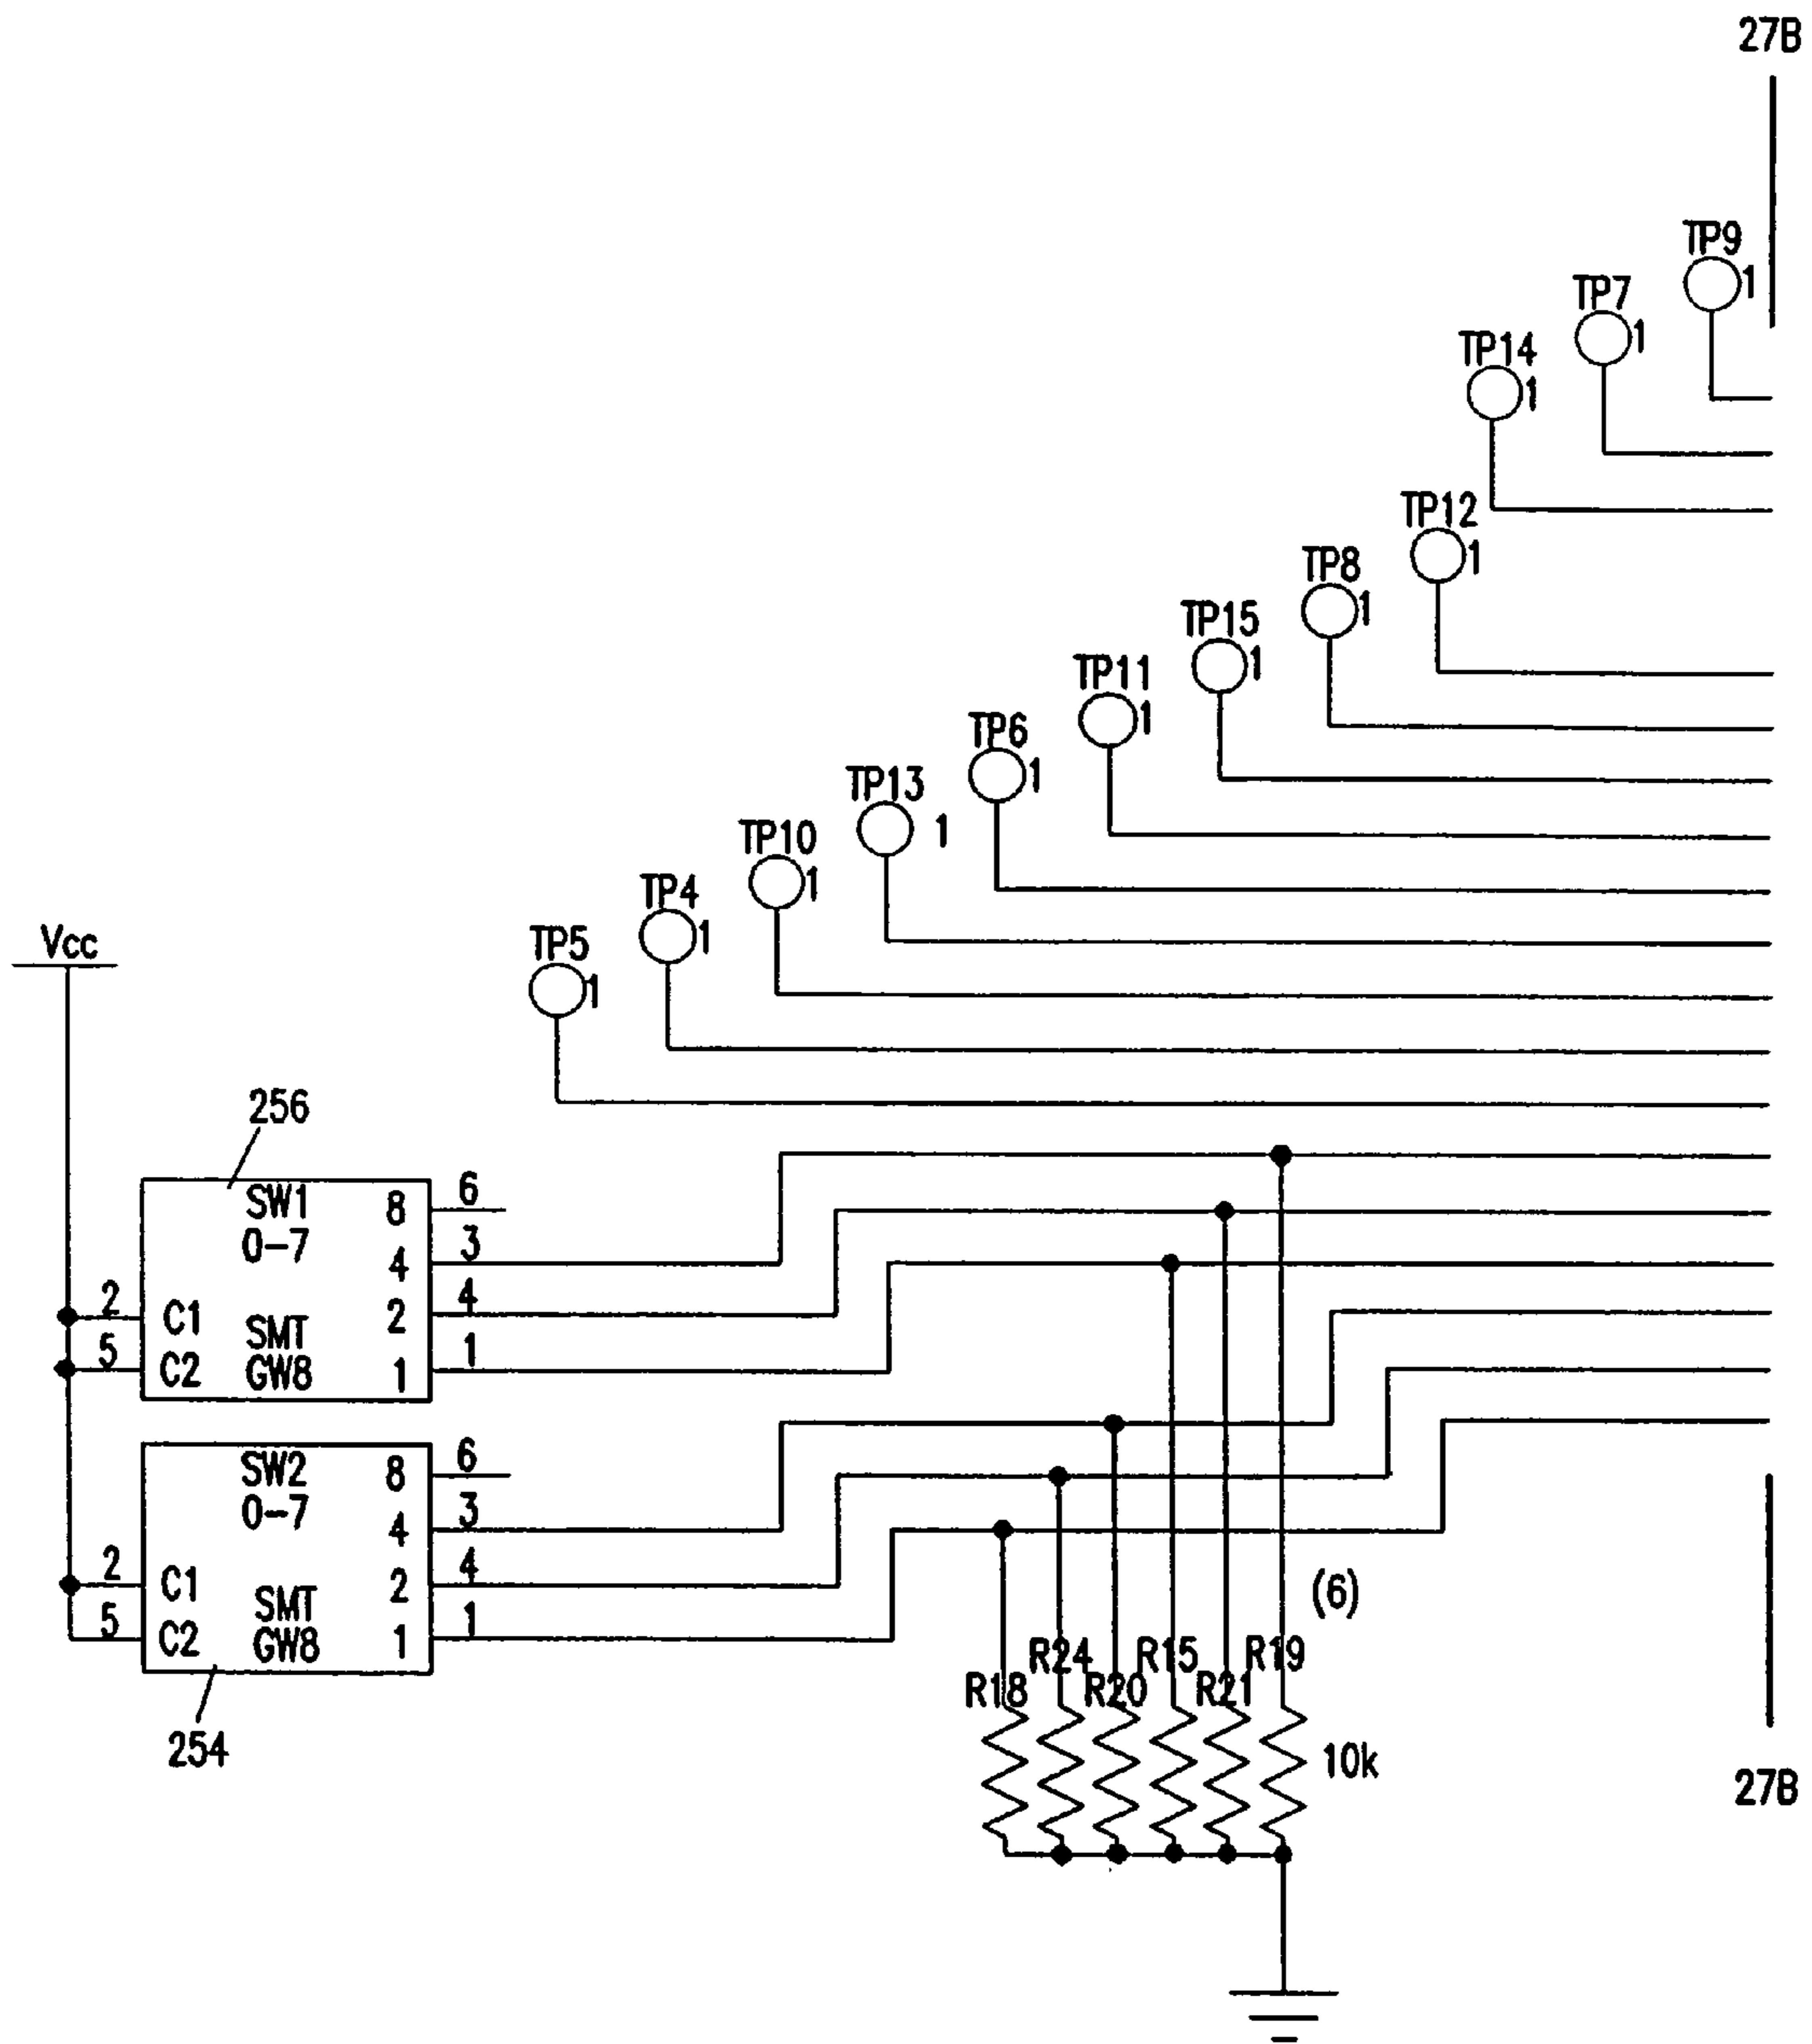 27B
TP9
1
TP7
1
TP14
1
TP12
1
TP8
1
TP15
1
TP11
1
TP6
1
TP13
1
TP10
1
TP4
1
TP5
1
Vcc
256
SW1
0-7
8
6
4
3
2
4
1
1
2
C1
5
C2
SMT
GW8
SW2
0-7
8
6
4
3
2
4
1
1
2
C1
5
C2
SMT
GW8
254
(6)
R18
R24
R20
R15
R21
R19
10k
27B